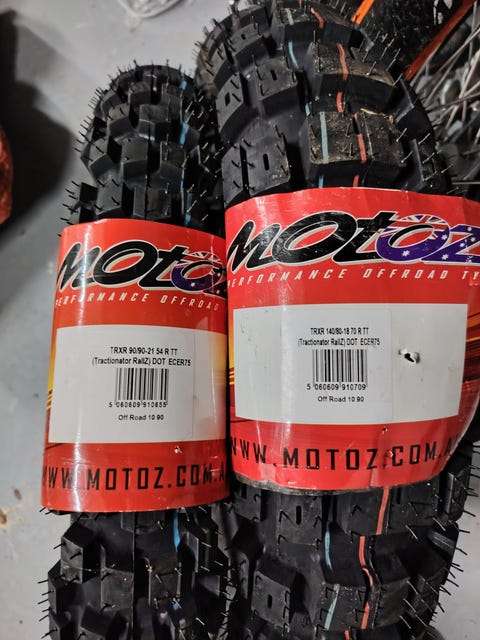 MOTOZ
PERFORMANCE OFFROAD
TRXR 90/90-21 54 R TT
(Tractionator RallZ) DOT ECER75
5 060609 910655
Off Road 10 90
WWW.MOTOZ.COM.A
MOTOZ
PERFORMANCE OFFROAD TY
TRXR 140/80-18 70 R TT
(Tractionator RallZ) DOT ECER75
5 060609 910709
Off Road 10 90
WWW.MOTOZ.COM.A